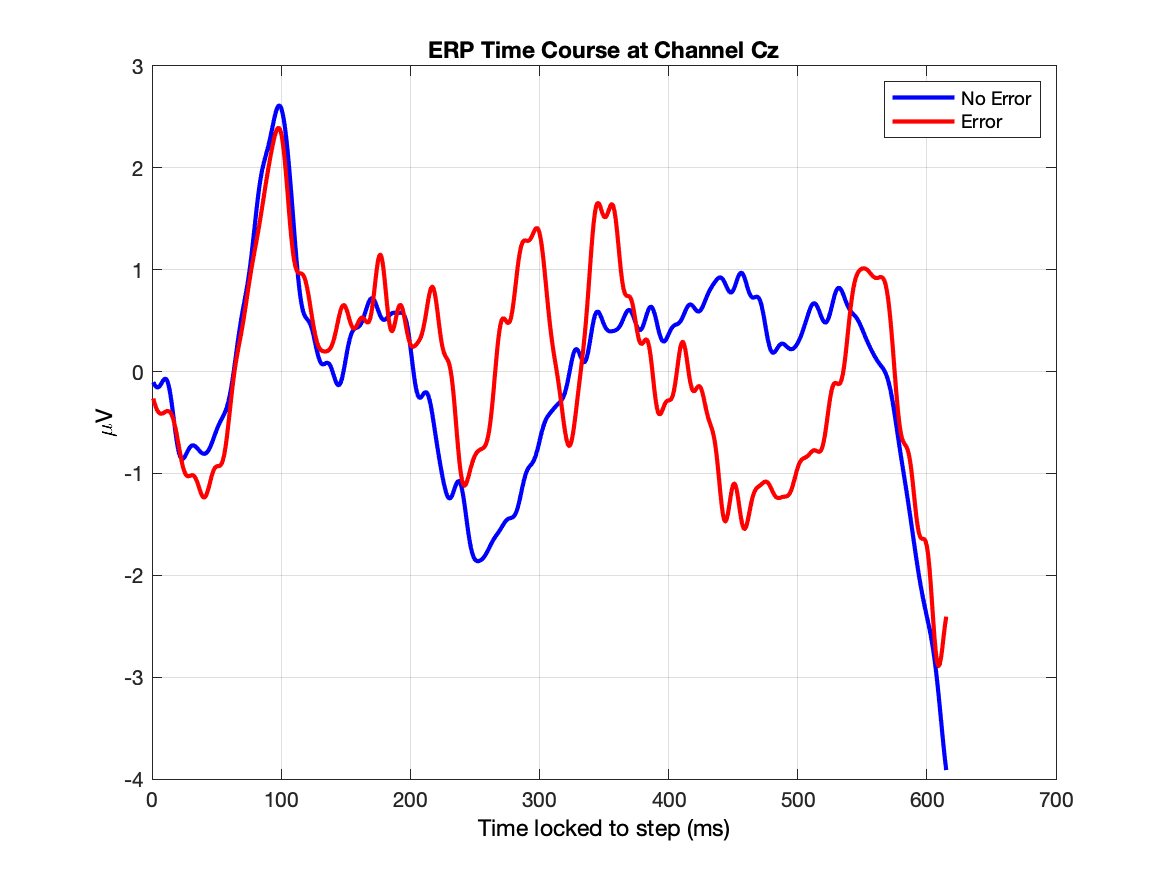 ERP Time Course at Channel Cz
3
No Error
Error
2
1
0
μV
-1
-2
-3
-4
0 100 200 300 400 500 600 700
Time locked to step (ms)